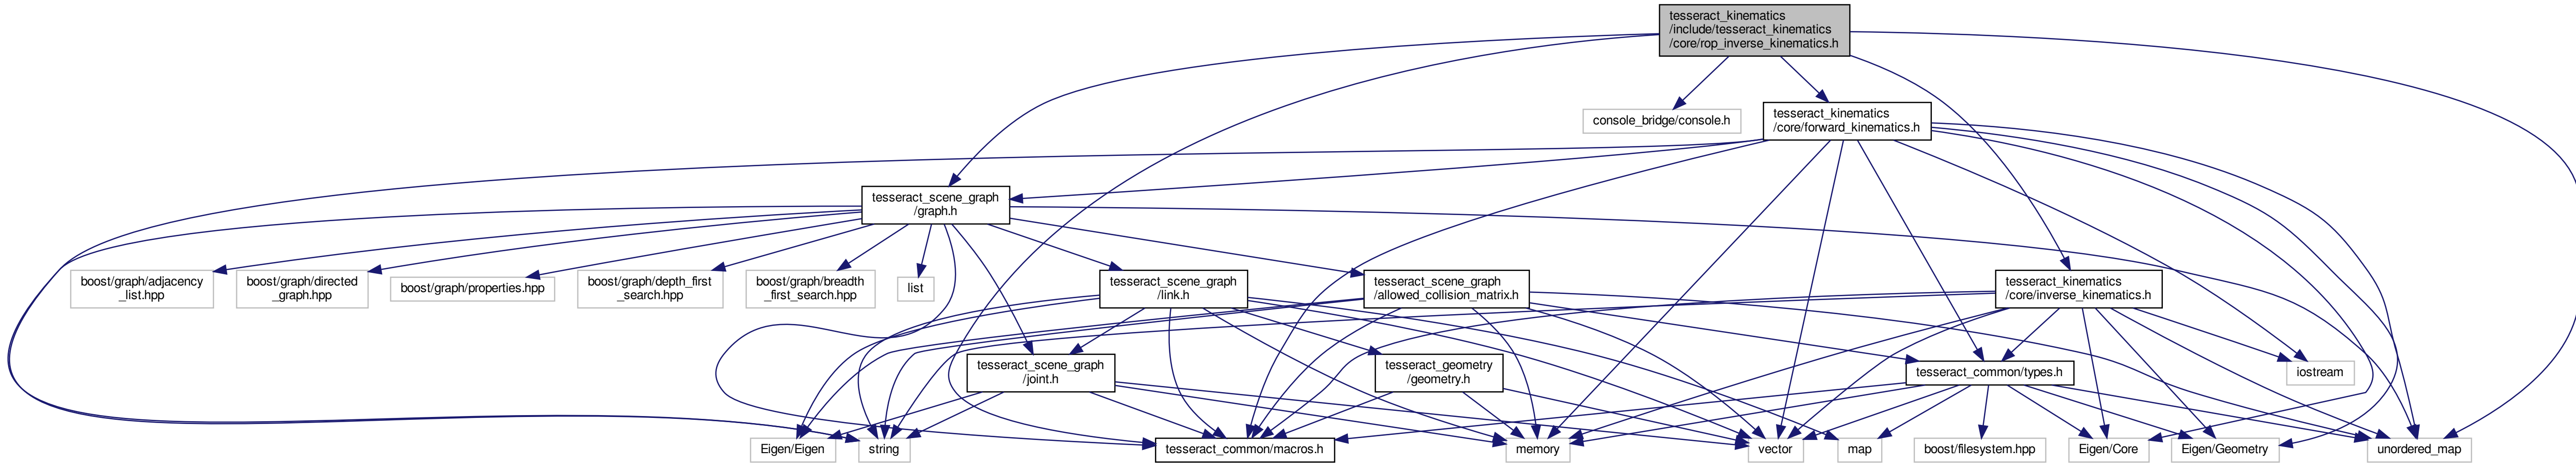 tesseract_kinematics
/include/tesseract_kinematics
/core/rop_inverse_kinematics.h
console_bridge/console.h
tesseract_kinematics
/core/forward_kinematics.h
tesseract_scene_graph
/graph.h
boost/graph/adjacency
_list.hpp
boost/graph/directed
_graph.hpp
boost/graph/properties.hpp
boost/graph/depth_first
_search.hpp
boost/graph/breadth
_first_search.hpp
list
tesseract_scene_graph
/link.h
tesseract_scene_graph
/allowed_collision_matrix.h
tesseract_kinematics
/core/inverse_kinematics.h
tesseract_scene_graph
/joint.h
tesseract_geometry
/geometry.h
tesseract_common/types.h
iostream
Eigen/Eigen
string
tesseract_common/macros.h
memory
vector
map
boost/filesystem.hpp
Eigen/Core
Eigen/Geometry
unordered_map